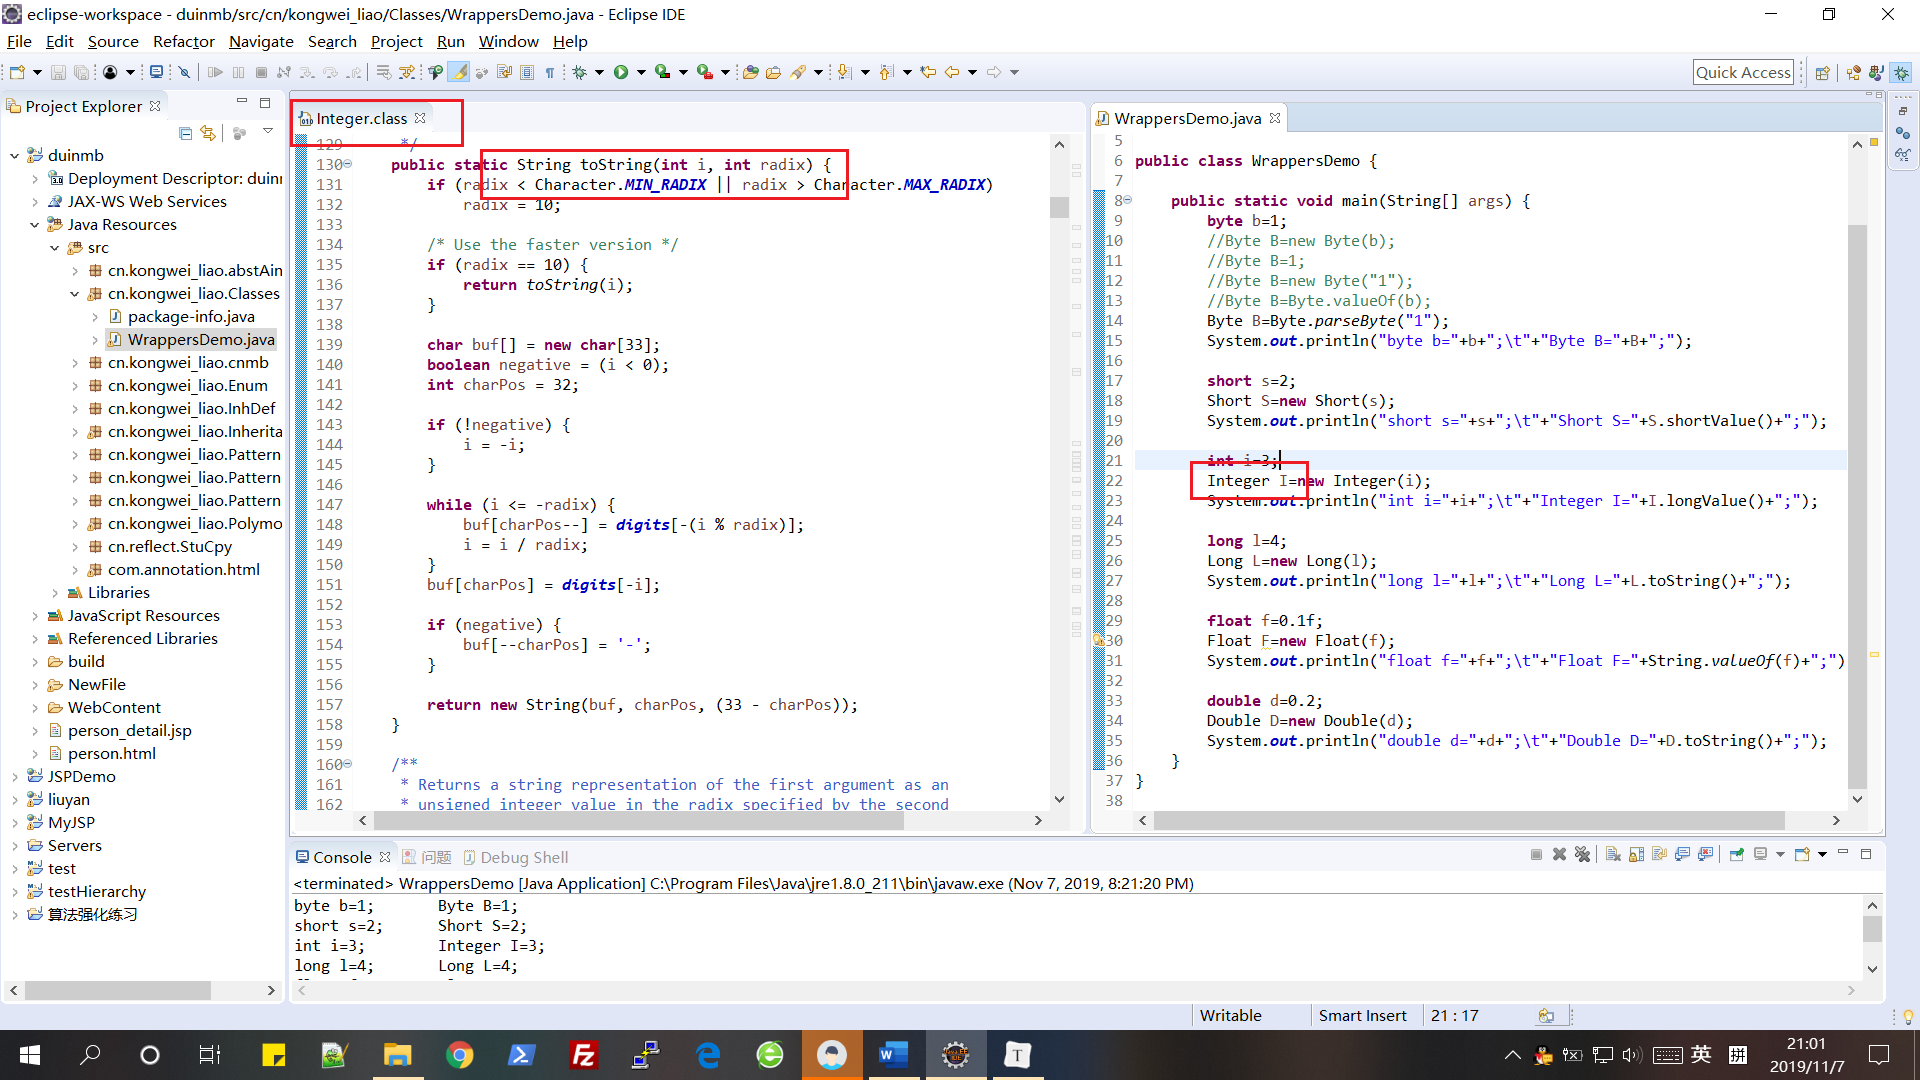 eclipse-workspace - duinmb/src/cn/kongwei_liao/Classes/WrappersDemo.java - Eclipse IDE
File Edit Source Refactor Navigate Search Project Run Window Help
Quick Access
Project Explorer
duinmb
Deployment Descriptor: duinr
JAX-WS Web Services
Java Resources
src
cn.kongwei_liao.abstAin
cn.kongwei_liao.Classes
package-info.java
WrappersDemo.java
cn.kongwei_liao.cnmb
cn.kongwei_liao.Enum
cn.kongwei_liao.InhDef
cn.kongwei_liao.Inherita
cn.kongwei_liao.Pattern
cn.kongwei_liao.Pattern
cn.kongwei_liao.Pattern
cn.kongwei_liao.Polymo
cn.reflect.StuCpy
com.annotation.html
Libraries
JavaScript Resources
Referenced Libraries
build
NewFile
WebContent
person_detail.jsp
person.html
JSPDemo
liuyan
MyJSP
Servers
test
testHierarchy
算法强化练习
Integer.class
129 */
130 public static String toString(int i, int radix) {
131 if (radix < Character.MIN_RADIX || radix > Character.MAX_RADIX)
132 radix = 10;
133
134 /* Use the faster version */
135 if (radix == 10) {
136 return toString(i);
137 }
138
139 char buf[] = new char[33];
140 boolean negative = (i < 0);
141 int charPos = 32;
142
143 if (!negative) {
144 i = -i;
145 }
146
147 while (i <= -radix) {
148 buf[charPos--] = digits[-(i % radix)];
149 i = i / radix;
150 }
151 buf[charPos] = digits[-i];
152
153 if (negative) {
154 buf[--charPos] = '-';
155 }
156
157 return new String(buf, charPos, (33 - charPos));
158 }
159
160 /**
161 * Returns a string representation of the first argument as an
162 * unsigned integer value in the radix specified by the second
WrappersDemo.java
5
6 public class WrappersDemo {
7
8 public static void main(String[] args) {
9 byte b=1;
10 //Byte B=new Byte(b);
11 //Byte B=1;
12 //Byte B=new Byte("1");
13 //Byte B=Byte.valueOf(b);
14 Byte B=Byte.parseByte("1");
15 System.out.println("byte b="+b+";\t"+"Byte B="+B+";");
16
17 short s=2;
18 Short S=new Short(s);
19 System.out.println("short s="+s+";\t"+"Short S="+S.shortValue()+";");
20
21 int i=3;
22 Integer I=new Integer(i);
23 System.out.println("int i="+i+";\t"+"Integer I="+I.longValue()+";");
24
25 long l=4;
26 Long L=new Long(l);
27 System.out.println("long l="+l+";\t"+"Long L="+L.toString()+";");
28
29 float f=0.1f;
30 Float F=new Float(f);
31 System.out.println("float f="+f+";\t"+"Float F="+String.valueOf(f)+";")
32
33 double d=0.2;
34 Double D=new Double(d);
35 System.out.println("double d="+d+";\t"+"Double D="+D.toString()+";");
36 }
37 }
38
Console 问题 Debug Shell
<terminated> WrappersDemo [Java Application] C:\Program Files\Java\jre1.8.0_211\bin\javaw.exe (Nov 7, 2019, 8:21:20 PM)
byte b=1; Byte B=1;
short s=2; Short S=2;
int i=3; Integer I=3;
long l=4; Long L=4;
Writable Smart Insert 21 : 17
英 拼 21:01
2019/11/7